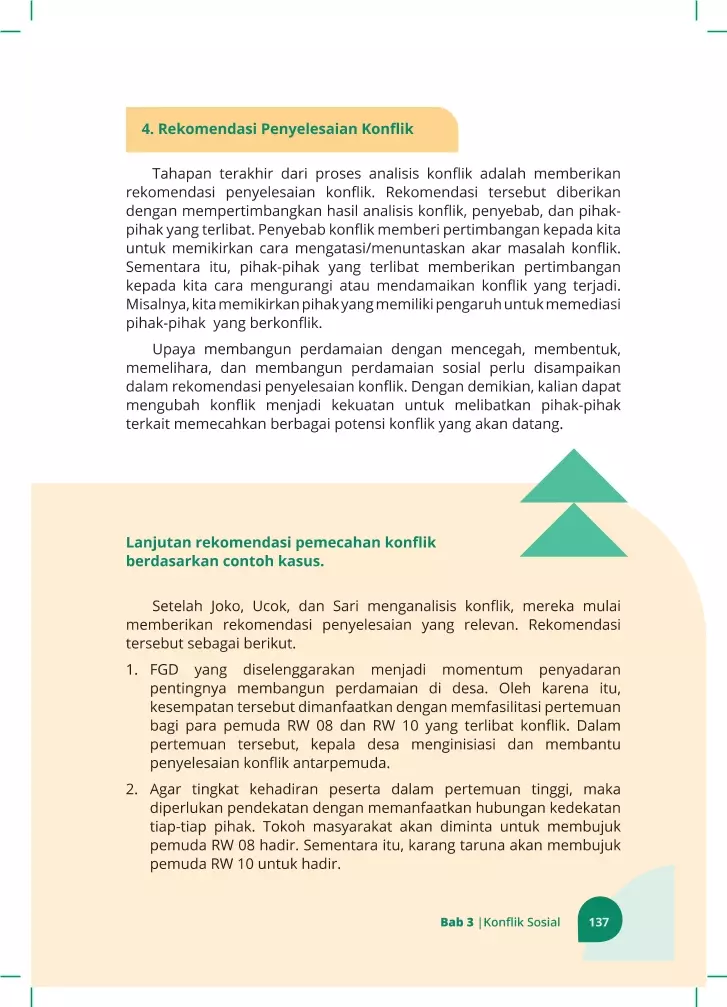 4. Rekomendasi Penyelesaian Konflik
Tahapan terakhir dari proses analisis konflik adalah memberikan
rekomendasi penyelesaian konflik. Rekomendasi tersebut diberikan
dengan mempertimbangkan hasil analisis konflik, penyebab, dan pihak-
pihak yang terlibat. Penyebab konflik memberi pertimbangan kepada kita
untuk memikirkan cara mengatasi/menuntaskan akar masalah konflik.
Sementara itu, pihak-pihak yang terlibat memberikan pertimbangan
kepada kita cara mengurangi atau mendamaikan konflik yang terjadi.
Misalnya, kita memikirkan pihak yang memiliki pengaruh untuk memediasi
pihak-pihak yang berkonflik.
Upaya membangun perdamaian dengan mencegah, membentuk,
memelihara, dan membangun perdamaian sosial perlu disampaikan
dalam rekomendasi penyelesaian konflik. Dengan demikian, kalian dapat
mengubah konflik menjadi kekuatan untuk melibatkan pihak-pihak
terkait memecahkan berbagai potensi konflik yang akan datang.
Lanjutan rekomendasi pemecahan konflik
berdasarkan contoh kasus.
Setelah Joko, Ucok, dan Sari menganalisis konflik, mereka mulai
memberikan rekomendasi penyelesaian yang relevan. Rekomendasi
tersebut sebagai berikut.
1. FGD yang diselenggarakan menjadi momentum penyadaran
pentingnya membangun perdamaian di desa. Oleh karena itu,
kesempatan tersebut dimanfaatkan dengan memfasilitasi pertemuan
bagi para pemuda RW 08 dan RW 10 yang terlibat konflik. Dalam
pertemuan tersebut, kepala desa menginisiasi dan membantu
penyelesaian konflik antarpemuda.
2. Agar tingkat kehadiran peserta dalam pertemuan tinggi, maka
diperlukan pendekatan dengan memanfaatkan hubungan kedekatan
tiap-tiap pihak. Tokoh masyarakat akan diminta untuk membujuk
pemuda RW 08 hadir. Sementara itu, karang taruna akan membujuk
pemuda RW 10 untuk hadir.
Bab 3 |Konflik Sosial 137